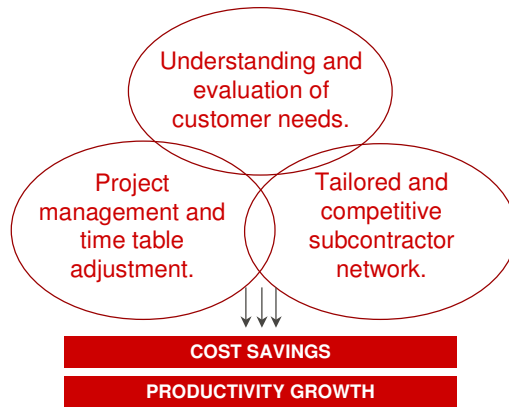 Understanding and
evaluation of
customer needs.
Project
management and
time table
adjustment.
Tailored and
competitive
subcontractor
network.
COST SAVINGS
PRODUCTIVITY GROWTH